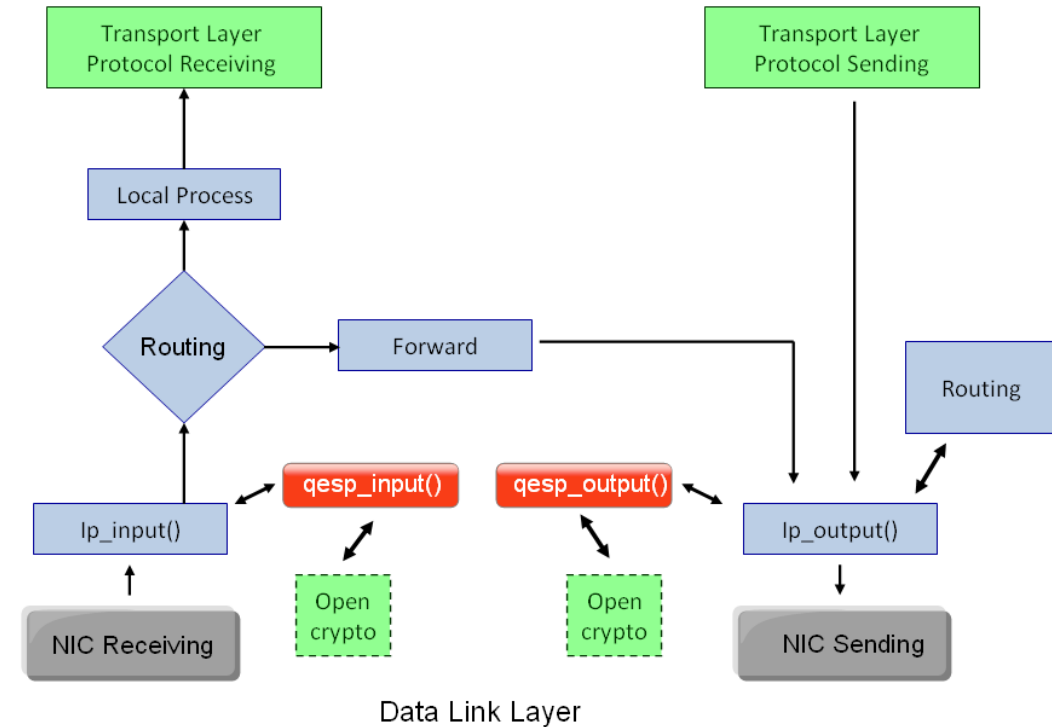 Transport Layer
Protocol Receiving
Transport Layer
Protocol Sending
Local Process
Routing
Forward
Routing
qesp_input()
qesp_output()
Ip_input()
Ip_output()
Open
crypto
Open
crypto
NIC Receiving
NIC Sending
Data Link Layer